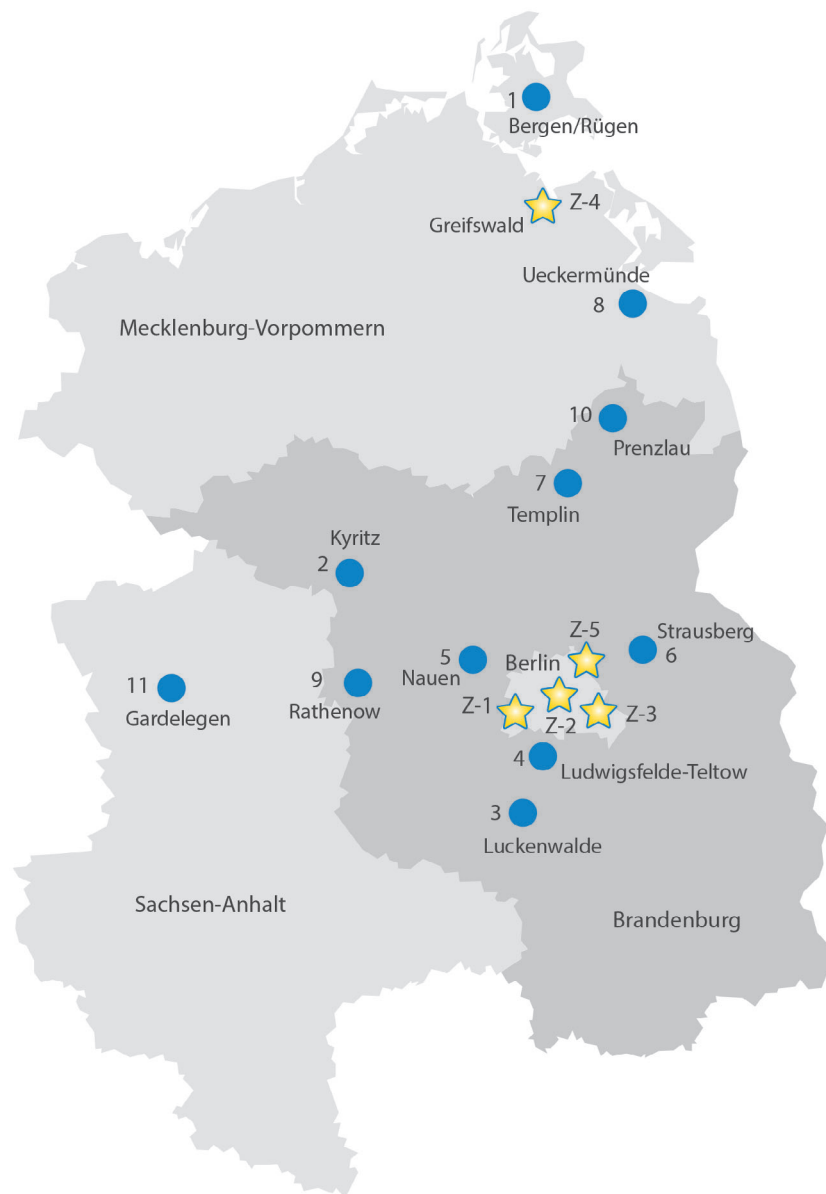 1
Bergen/Rügen
Z-4
Greifswald
Ueckermünde
8
Mecklenburg-Vorpommern
10
Prenzlau
7
Templin
Kyritz
2
Z-5
Strausberg
6
5
Nauen
Berlin
11
Gardelegen
9
Rathenow
Z-1
Z-2
Z-3
4
Ludwigsfelde-Teltow
3
Luckenwalde
Sachsen-Anhalt
Brandenburg